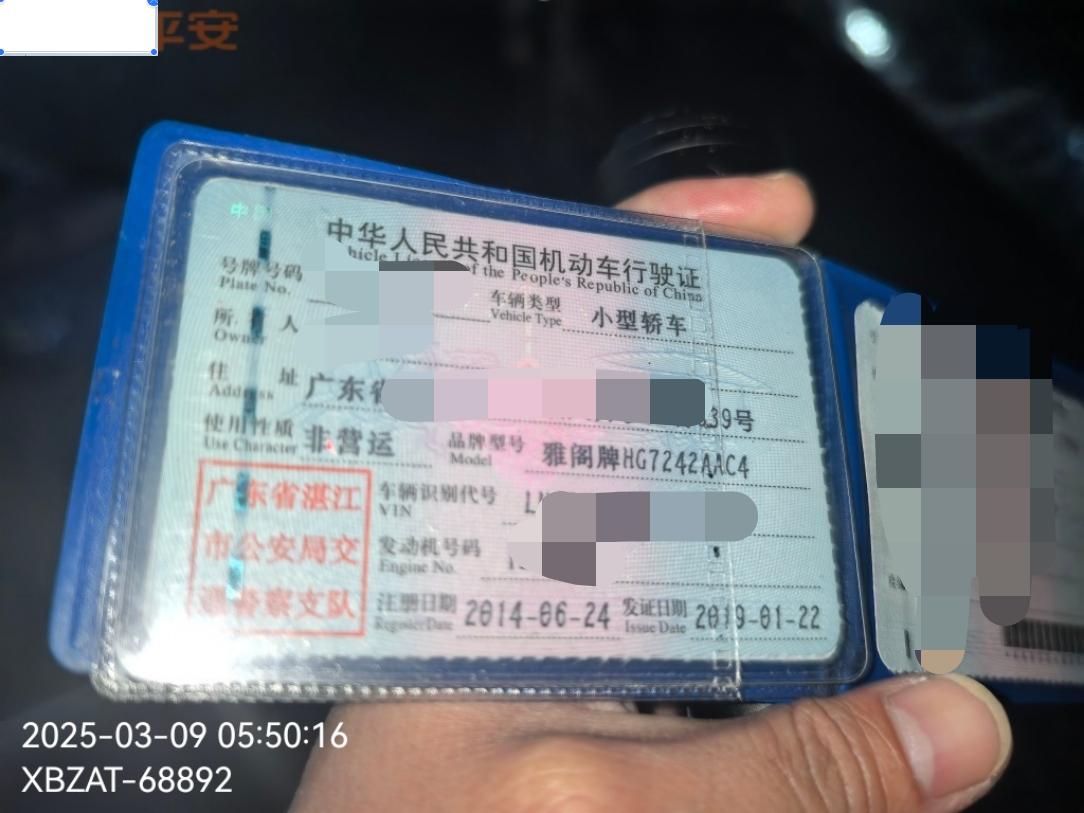 平安
中华人民共和国机动车行驶证
of the People's Republic of China
号牌号码
Plate No.
车辆类型
Vehicle Type
小型轿车
所 人
Owner
住 址
Address
广东省
39号
使用性质
Use Character
非营运
品牌型号
Model
雅阁牌HG7242AAC4
广东省湛江
市公安局交
通警察支队
车辆识别代号
VIN
L
发动机号码
Engine No.
注册日期
Register Date
2014-06-24
发证日期
Issue Date
2019-01-22
2025-03-09 05:50:16
XBZAT-68892